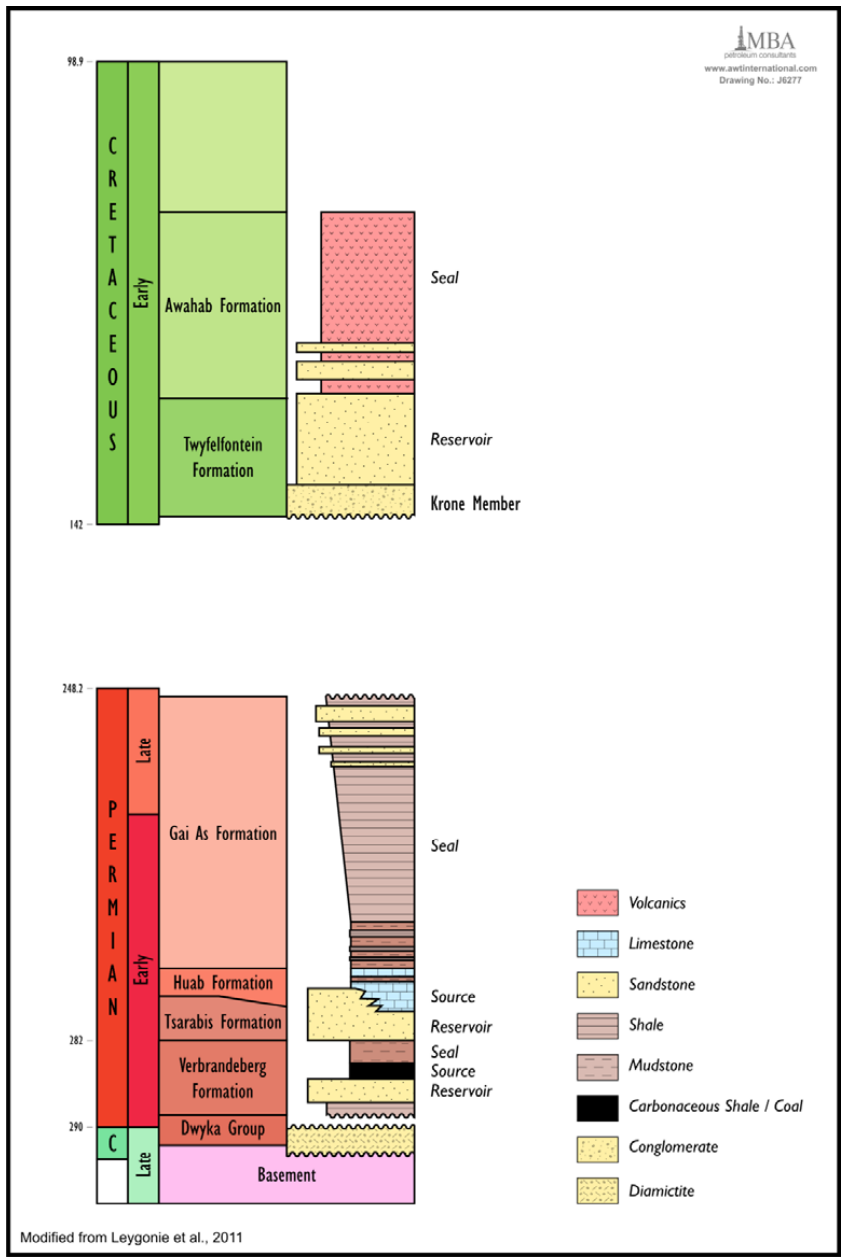 MBA
petroleum consultants
www.awtinternational.com
Drawing No.: J6277
98.9
CRETACEOUS
Early
Awahab Formation
Seal
Twyfelfontein
Formation
Reservoir
Krone Member
142
248.2
PERMIAN
Late
Early
Gai As Formation
Seal
Huab Formation
Source
Tsarabis Formation
Reservoir
282
Seal
Verbrandeberg
Formation
Source
Reservoir
Dwyka Group
290
C
Late
Basement
Volcanics
Limestone
Sandstone
Shale
Mudstone
Carbonaceous Shale / Coal
Conglomerate
Diamictite
Modified from Leygonie et al., 2011